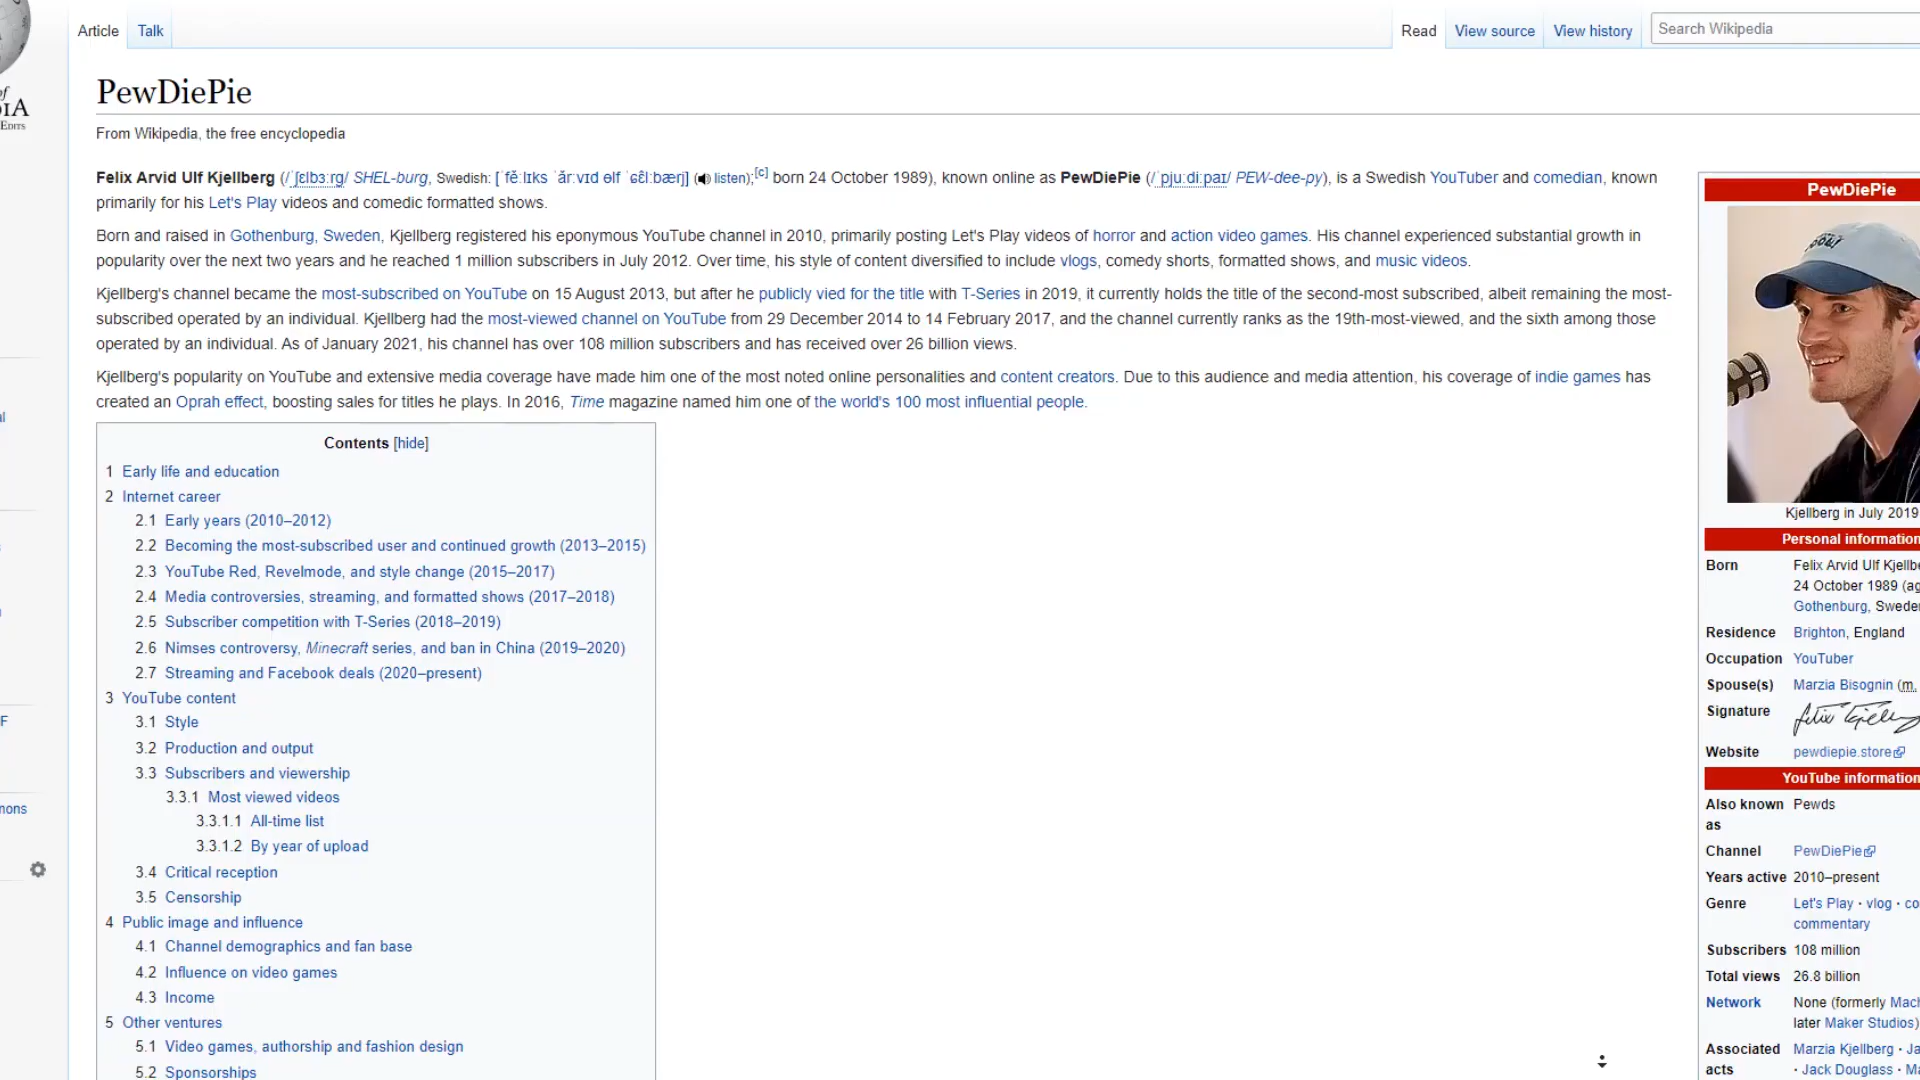 Article
Talk
Read
View source
View history
Search Wikipedia
PewDiePie
From Wikipedia, the free encyclopedia
Felix Arvid Ulf Kjellberg (/ˈʃɛlbɜːrɡ/ SHEL-burg, Swedish: [ˈfěːlɪks ˈǎrːvɪd ɵlf ˈɕɛ̂lːbærj] (listen);[c] born 24 October 1989), known online as PewDiePie (/ˈpjuːdiːpaɪ/ PEW-dee-py), is a Swedish YouTuber and comedian, known
primarily for his Let's Play videos and comedic formatted shows.
Born and raised in Gothenburg, Sweden, Kjellberg registered his eponymous YouTube channel in 2010, primarily posting Let's Play videos of horror and action video games. His channel experienced substantial growth in
popularity over the next two years and he reached 1 million subscribers in July 2012. Over time, his style of content diversified to include vlogs, comedy shorts, formatted shows, and music videos.
Kjellberg's channel became the most-subscribed on YouTube on 15 August 2013, but after he publicly vied for the title with T-Series in 2019, it currently holds the title of the second-most subscribed, albeit remaining the most-
subscribed operated by an individual. Kjellberg had the most-viewed channel on YouTube from 29 December 2014 to 14 February 2017, and the channel currently ranks as the 19th-most-viewed, and the sixth among those
operated by an individual. As of January 2021, his channel has over 108 million subscribers and has received over 26 billion views.
Kjellberg's popularity on YouTube and extensive media coverage have made him one of the most noted online personalities and content creators. Due to this audience and media attention, his coverage of indie games has
created an Oprah effect, boosting sales for titles he plays. In 2016, Time magazine named him one of the world's 100 most influential people.
Contents [hide]
1 Early life and education
2 Internet career
2.1 Early years (2010–2012)
2.2 Becoming the most-subscribed user and continued growth (2013–2015)
2.3 YouTube Red, Revelmode, and style change (2015–2017)
2.4 Media controversies, streaming, and formatted shows (2017–2018)
2.5 Subscriber competition with T-Series (2018–2019)
2.6 Nimses controversy, Minecraft series, and ban in China (2019–2020)
2.7 Streaming and Facebook deals (2020–present)
3 YouTube content
3.1 Style
3.2 Production and output
3.3 Subscribers and viewership
3.3.1 Most viewed videos
3.3.1.1 All-time list
3.3.1.2 By year of upload
3.4 Critical reception
3.5 Censorship
4 Public image and influence
4.1 Channel demographics and fan base
4.2 Influence on video games
4.3 Income
5 Other ventures
5.1 Video games, authorship and fashion design
5.2 Sponsorships
PewDiePie
Kjellberg in July 2019
Personal information
Born Felix Arvid Ulf Kjellbe
24 October 1989 (ag
Gothenburg, Sweden
Residence Brighton, England
Occupation YouTuber
Spouse(s) Marzia Bisognin (m.
Signature
Website pewdiepie.store
YouTube information
Also known as Pewds
Channel PewDiePie
Years active 2010–present
Genre Let's Play · vlog · co
commentary
Subscribers 108 million
Total views 26.8 billion
Network None (formerly Mach
later Maker Studios)
Associated acts Marzia Kjellberg · Ja
· Jack Douglass · Ma